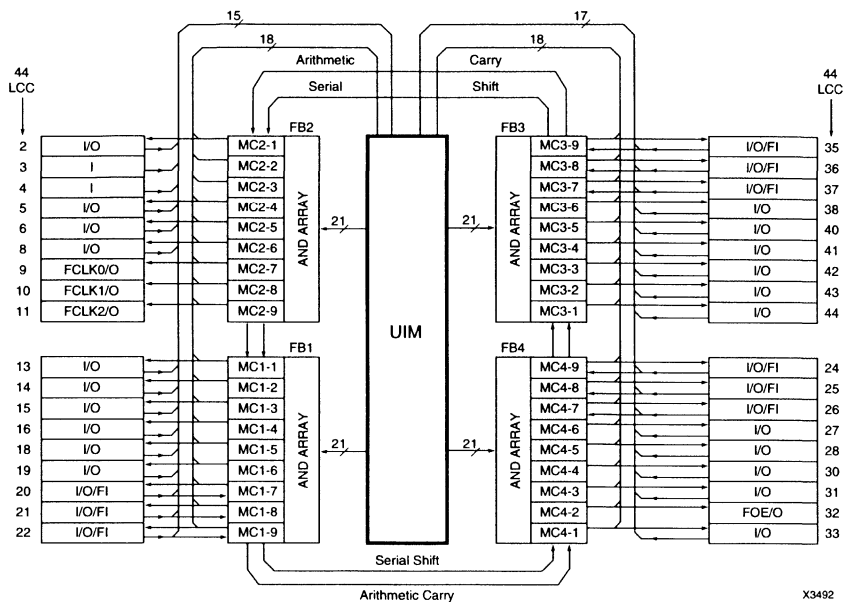 15 17
18 18
Arithmetic Carry
44 LCC
Serial Shift
44 LCC
FB2 FB3
2 I/O MC2-1 MC3-9 I/O/FI 35
3 I MC2-2 MC3-8 I/O/FI 36
4 I MC2-3 MC3-7 I/O/FI 37
5 I/O MC2-4 MC3-6 I/O 38
6 I/O MC2-5 21 21 MC3-5 I/O 40
8 I/O MC2-6 MC3-4 I/O 41
9 FCLK0/O MC2-7 MC3-3 I/O 42
10 FCLK1/O MC2-8 MC3-2 I/O 43
11 FCLK2/O MC2-9 MC3-1 I/O 44
AND ARRAY AND ARRAY
UIM
FB1 FB4
13 I/O MC1-1 MC4-9 I/O/FI 24
14 I/O MC1-2 MC4-8 I/O/FI 25
15 I/O MC1-3 MC4-7 I/O/FI 26
16 I/O MC1-4 MC4-6 I/O 27
18 I/O MC1-5 21 21 MC4-5 I/O 28
19 I/O MC1-6 MC4-4 I/O 30
20 I/O/FI MC1-7 MC4-3 I/O 31
21 I/O/FI MC1-8 MC4-2 FOE/O 32
22 I/O/FI MC1-9 MC4-1 I/O 33
AND ARRAY AND ARRAY
Serial Shift
Arithmetic Carry
X3492